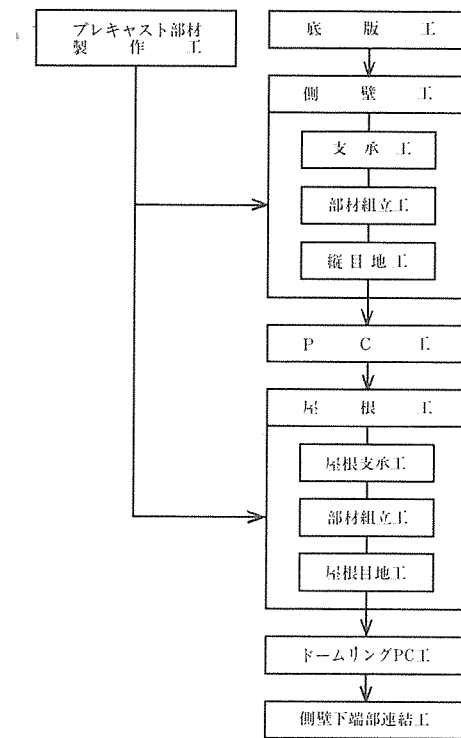 プレキャスト部材
製作工
底版工
側壁工
支承工
部材組立工
縦目地工
PC工
屋根工
屋根支承工
部材組立工
屋根目地工
ドームリングPC工
側壁下端部連結工